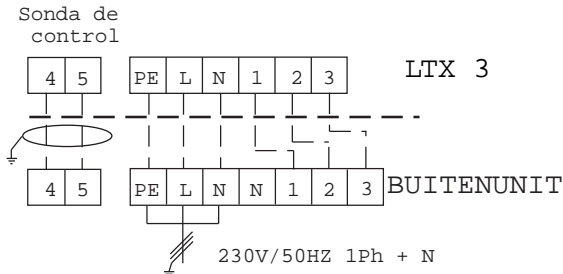 Sonda de
control
4 5 PE L N 1 2 3 LTX 3
4 5 PE L N N 1 2 3 BUITENUNIT
230V/50HZ 1Ph + N